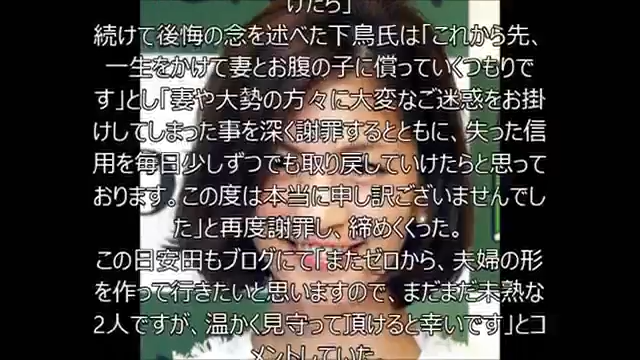 けたら」
続けて後悔の念を述べた下鳥氏は「これから先、
一生をかけて妻とお腹の子に償っていくつもりで
す」とし「妻や大勢の方々に大変なご迷惑をお掛
けしてしまった事を深く謝罪するとともに、失った信
用を毎日少しずつでも取り戻していけたらと思って
おります。この度は本当に申し訳ございませんでし
た」と再度謝罪し、締めくくった。
この日安田もブログにて「またゼロから、夫婦の形
を作って行きたいと思いますので、まだまだ未熟な
2人ですが、温かく見守って頂けると幸いです」とコ
メントしていた。